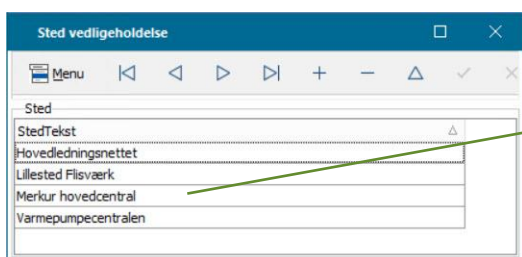 Sted vedligeholdelse
Menu
Sted
StedTekst
Hovedledningsnettet
Lillested Flisværk
Merkur hovedcentral
Varmepumpecentralen